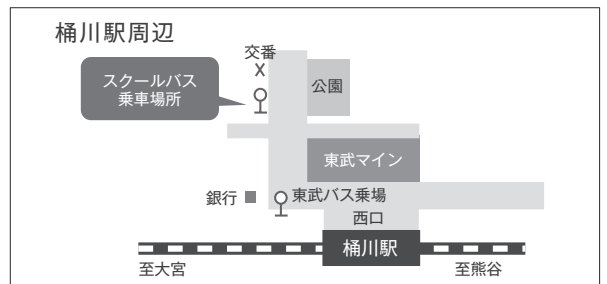 桶川駅周辺
交番
X
スクールバス
乗車場所
公園
東武マイン
銀行
東武バス乗場
西口
桶川駅
至大宮
至熊谷